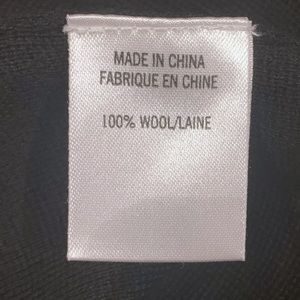 MADE IN CHINA
FABRIQUE EN CHINE
100% WOOL/LAINE